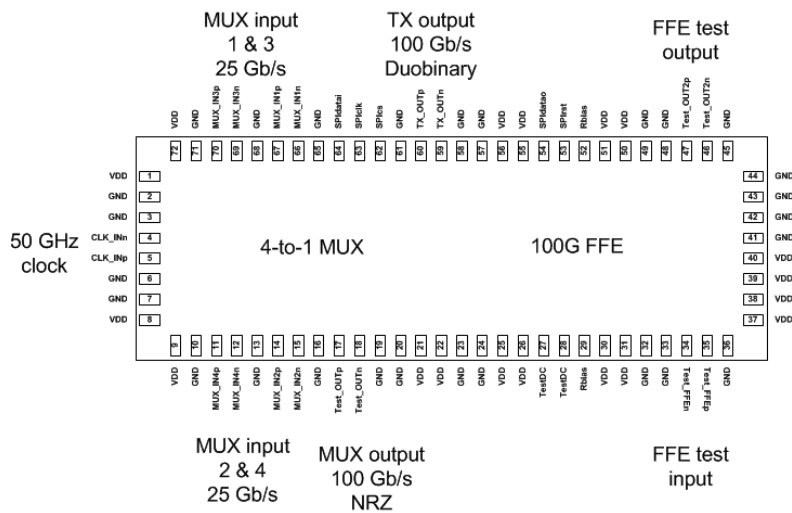 MUX input
1 & 3
25 Gb/s
TX output
100 Gb/s
Duobinary
FFE test
output
VDD
GND
MUX_IN3p
MUX_IN3n
GND
MUX_IN1p
MUX_IN1n
GND
SPIdatai
SPIclk
SPIcs
GND
TX_OUTp
TX_OUTn
GND
GND
VDD
VDD
SPIdatao
SPIrst
Rbias
VDD
VDD
GND
GND
Test_OUT2p
Test_OUT2n
GND
72 71 70 69 68 67 66 65 64 63 62 61 60 59 58 57 56 55 54 53 52 51 50 49 48 47 46 45
VDD 1
GND 2
GND 3
CLK_INn 4
CLK_INp 5
GND 6
GND 7
VDD 8
50 GHz
clock
4-to-1 MUX
100G FFE
44 GND
43 GND
42 GND
41 GND
40 VDD
39 VDD
38 VDD
37 VDD
9 10 11 12 13 14 15 16 17 18 19 20 21 22 23 24 25 26 27 28 29 30 31 32 33 34 35 36
VDD
GND
MUX_IN4p
MUX_IN4n
GND
MUX_IN2p
MUX_IN2n
GND
Test_OUTp
Test_OUTn
GND
GND
VDD
VDD
GND
GND
VDD
VDD
TestDC
TestDC
Rbias
VDD
VDD
GND
GND
Test_FFEn
Test_FFEp
GND
MUX input
2 & 4
25 Gb/s
MUX output
100 Gb/s
NRZ
FFE test
input